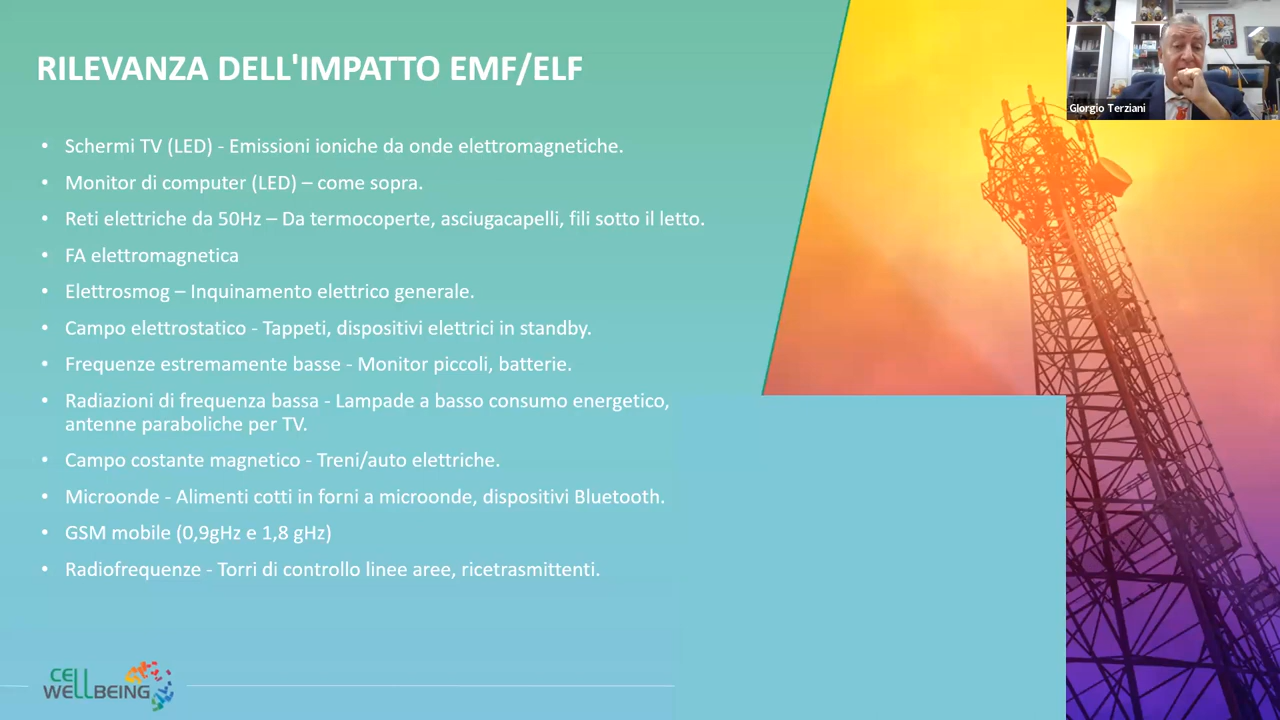 RILEVANZA DELL'IMPATTO EMF/ELF
GIorgio Terziani
• Schermi TV (LED) - Emissioni ioniche da onde elettromagnetiche.
• Monitor di computer (LED) – come sopra.
• Reti elettriche da 50Hz – Da termocoperte, asciugacapelli, fili sotto il letto.
• FA elettromagnetica
• Elettrosmog – Inquinamento elettrico generale.
• Campo elettrostatico - Tappeti, dispositivi elettrici in standby.
• Frequenze estremamente basse - Monitor piccoli, batterie.
• Radiazioni di frequenza bassa - Lampade a basso consumo energetico,
antenne paraboliche per TV.
• Campo costante magnetico - Treni/auto elettriche.
• Microonde - Alimenti cotti in forni a microonde, dispositivi Bluetooth.
• GSM mobile (0,9gHz e 1,8 gHz)
• Radiofrequenze - Torri di controllo linee aree, ricetrasmittenti.
CELL
WELLBEING